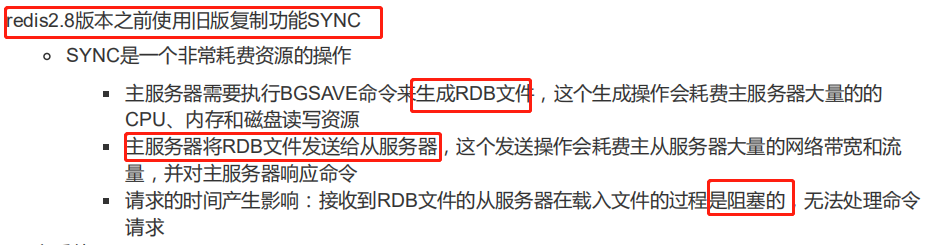 redis2.8版本之前使用旧版复制功能SYNC
SYNC是一个非常耗费资源的操作
主服务器需要执行BGSAVE命令来生成RDB文件，这个生成操作会耗费主服务器大量的的
CPU、内存和磁盘读写资源
主服务器将RDB文件发送给从服务器，这个发送操作会耗费主从服务器大量的网络带宽和流
量，并对主服务器响应命令
请求的时间产生影响：接收到RDB文件的从服务器在载入文件的过程是阻塞的，无法处理命令
请求